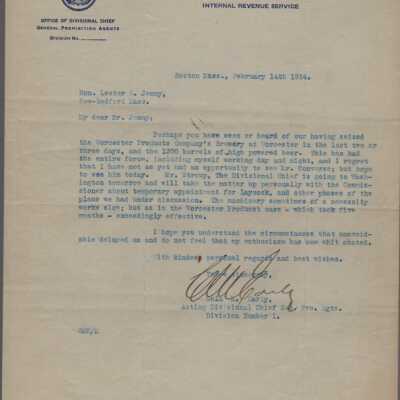 INTERNAL REVENUE SERVICE
OFFICE OF DIVISIONAL CHIEF
GENERAL PROHIBITION AGENTS
DIVISION NO.
Boston Mass., February 14th 1924.
Hon. Lester W. Jenny,
New-Bedford Mass.
My dear Dr. Jenny:
Perhaps you have seen or heard of our having seized
the Worcester Products Company's Brewery at Worcester in the last two or
three days, and the 1200 barrels of high powered beer. This has had
the entire force, including myself working day and night, and I regret
that I have not as yet had an opportunity to see Mr. Converse; but hope
to see him today. Mr. Strong, The Divisional Chief is going to Wash-
ington tomorrow and will take the matter up personally with the Commis-
sioner about temporary appointment for Laycock, and other phases of the
plans we had under discussion. The machinery sometimes of a necessity
works slow; but as in the Worcester Products case - which took five
months - exceedingly effective.
I hope you understand the circumstances that unavoid-
able delayed us and do not feel that my enthusiasm has one whit abated.
With kindest personal regards and best wishes.
Acting Divisional Chief Gen. Pro. Agts.
Division Number 1.